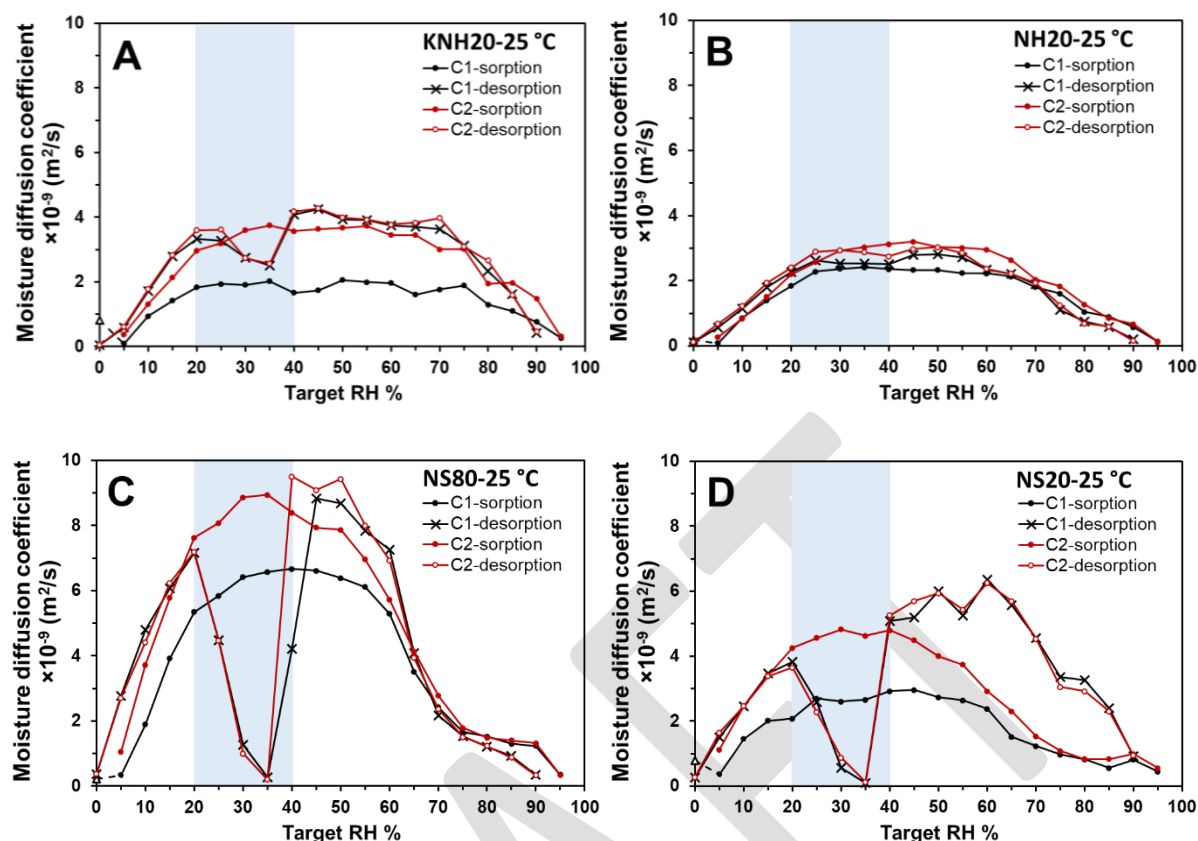 A
KNH20-25 °C
C1-sorption
C1-desorption
C2-sorption
C2-desorption
Moisture diffusion coefficient
×10⁻⁹ (m²/s)
10
8
6
4
2
0
0 10 20 30 40 50 60 70 80 90 100
Target RH %
B
NH20-25 °C
C1-sorption
C1-desorption
C2-sorption
C2-desorption
Moisture diffusion coefficient
×10⁻⁹ (m²/s)
10
8
6
4
2
0
0 10 20 30 40 50 60 70 80 90 100
Target RH %
C
NS80-25 °C
C1-sorption
C1-desorption
C2-sorption
C2-desorption
Moisture diffusion coefficient
×10⁻⁹ (m²/s)
10
8
6
4
2
0
0 10 20 30 40 50 60 70 80 90 100
Target RH %
D
NS20-25 °C
C1-sorption
C1-desorption
C2-sorption
C2-desorption
Moisture diffusion coefficient
×10⁻⁹ (m²/s)
10
8
6
4
2
0
0 10 20 30 40 50 60 70 80 90 100
Target RH %